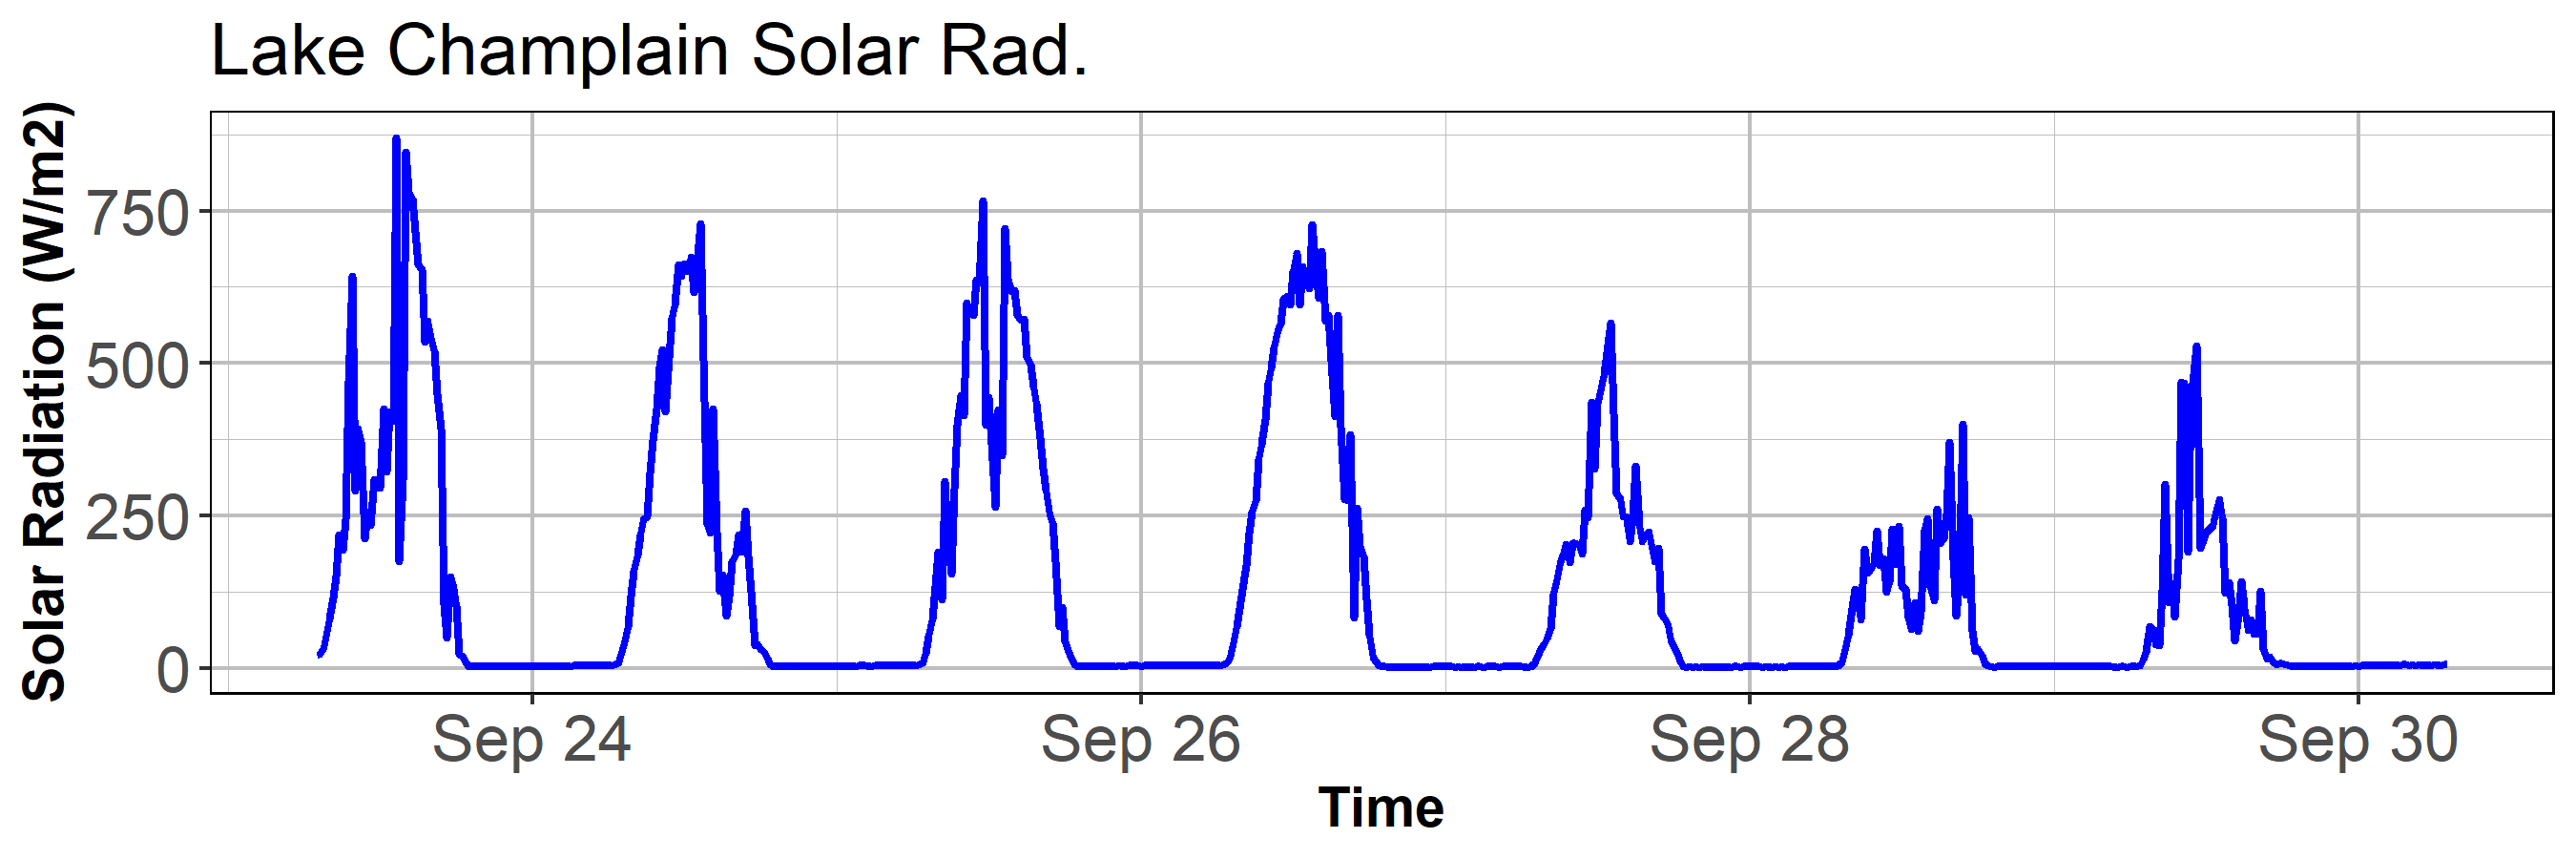 Lake Champlain Solar Rad.
Solar Radiation (W/m2)
750
500
250
0
Sep 24
Sep 26
Sep 28
Sep 30
Time